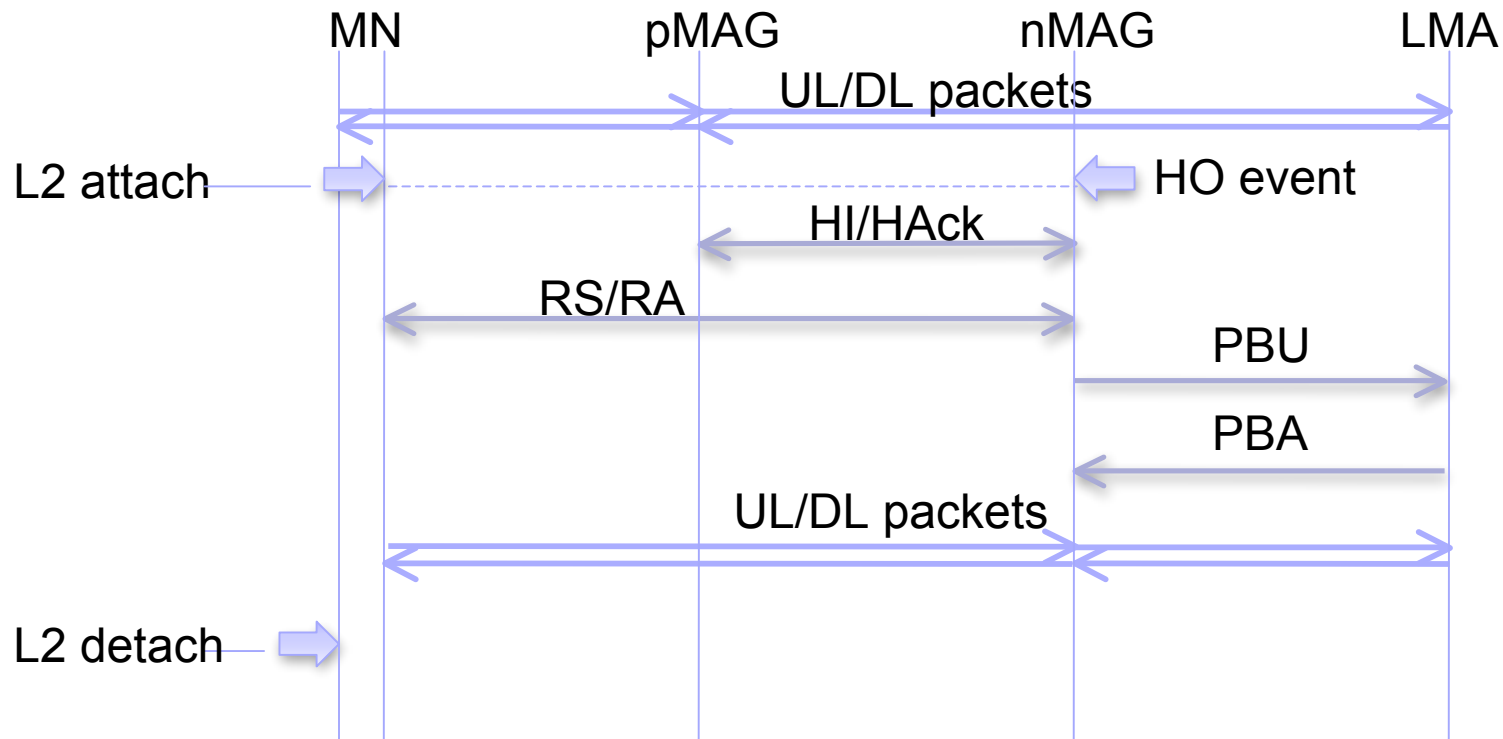 MN pMAG nMAG LMA
UL/DL packets
L2 attach HO event
HI/HAck
RS/RA
PBU
PBA
UL/DL packets
L2 detach